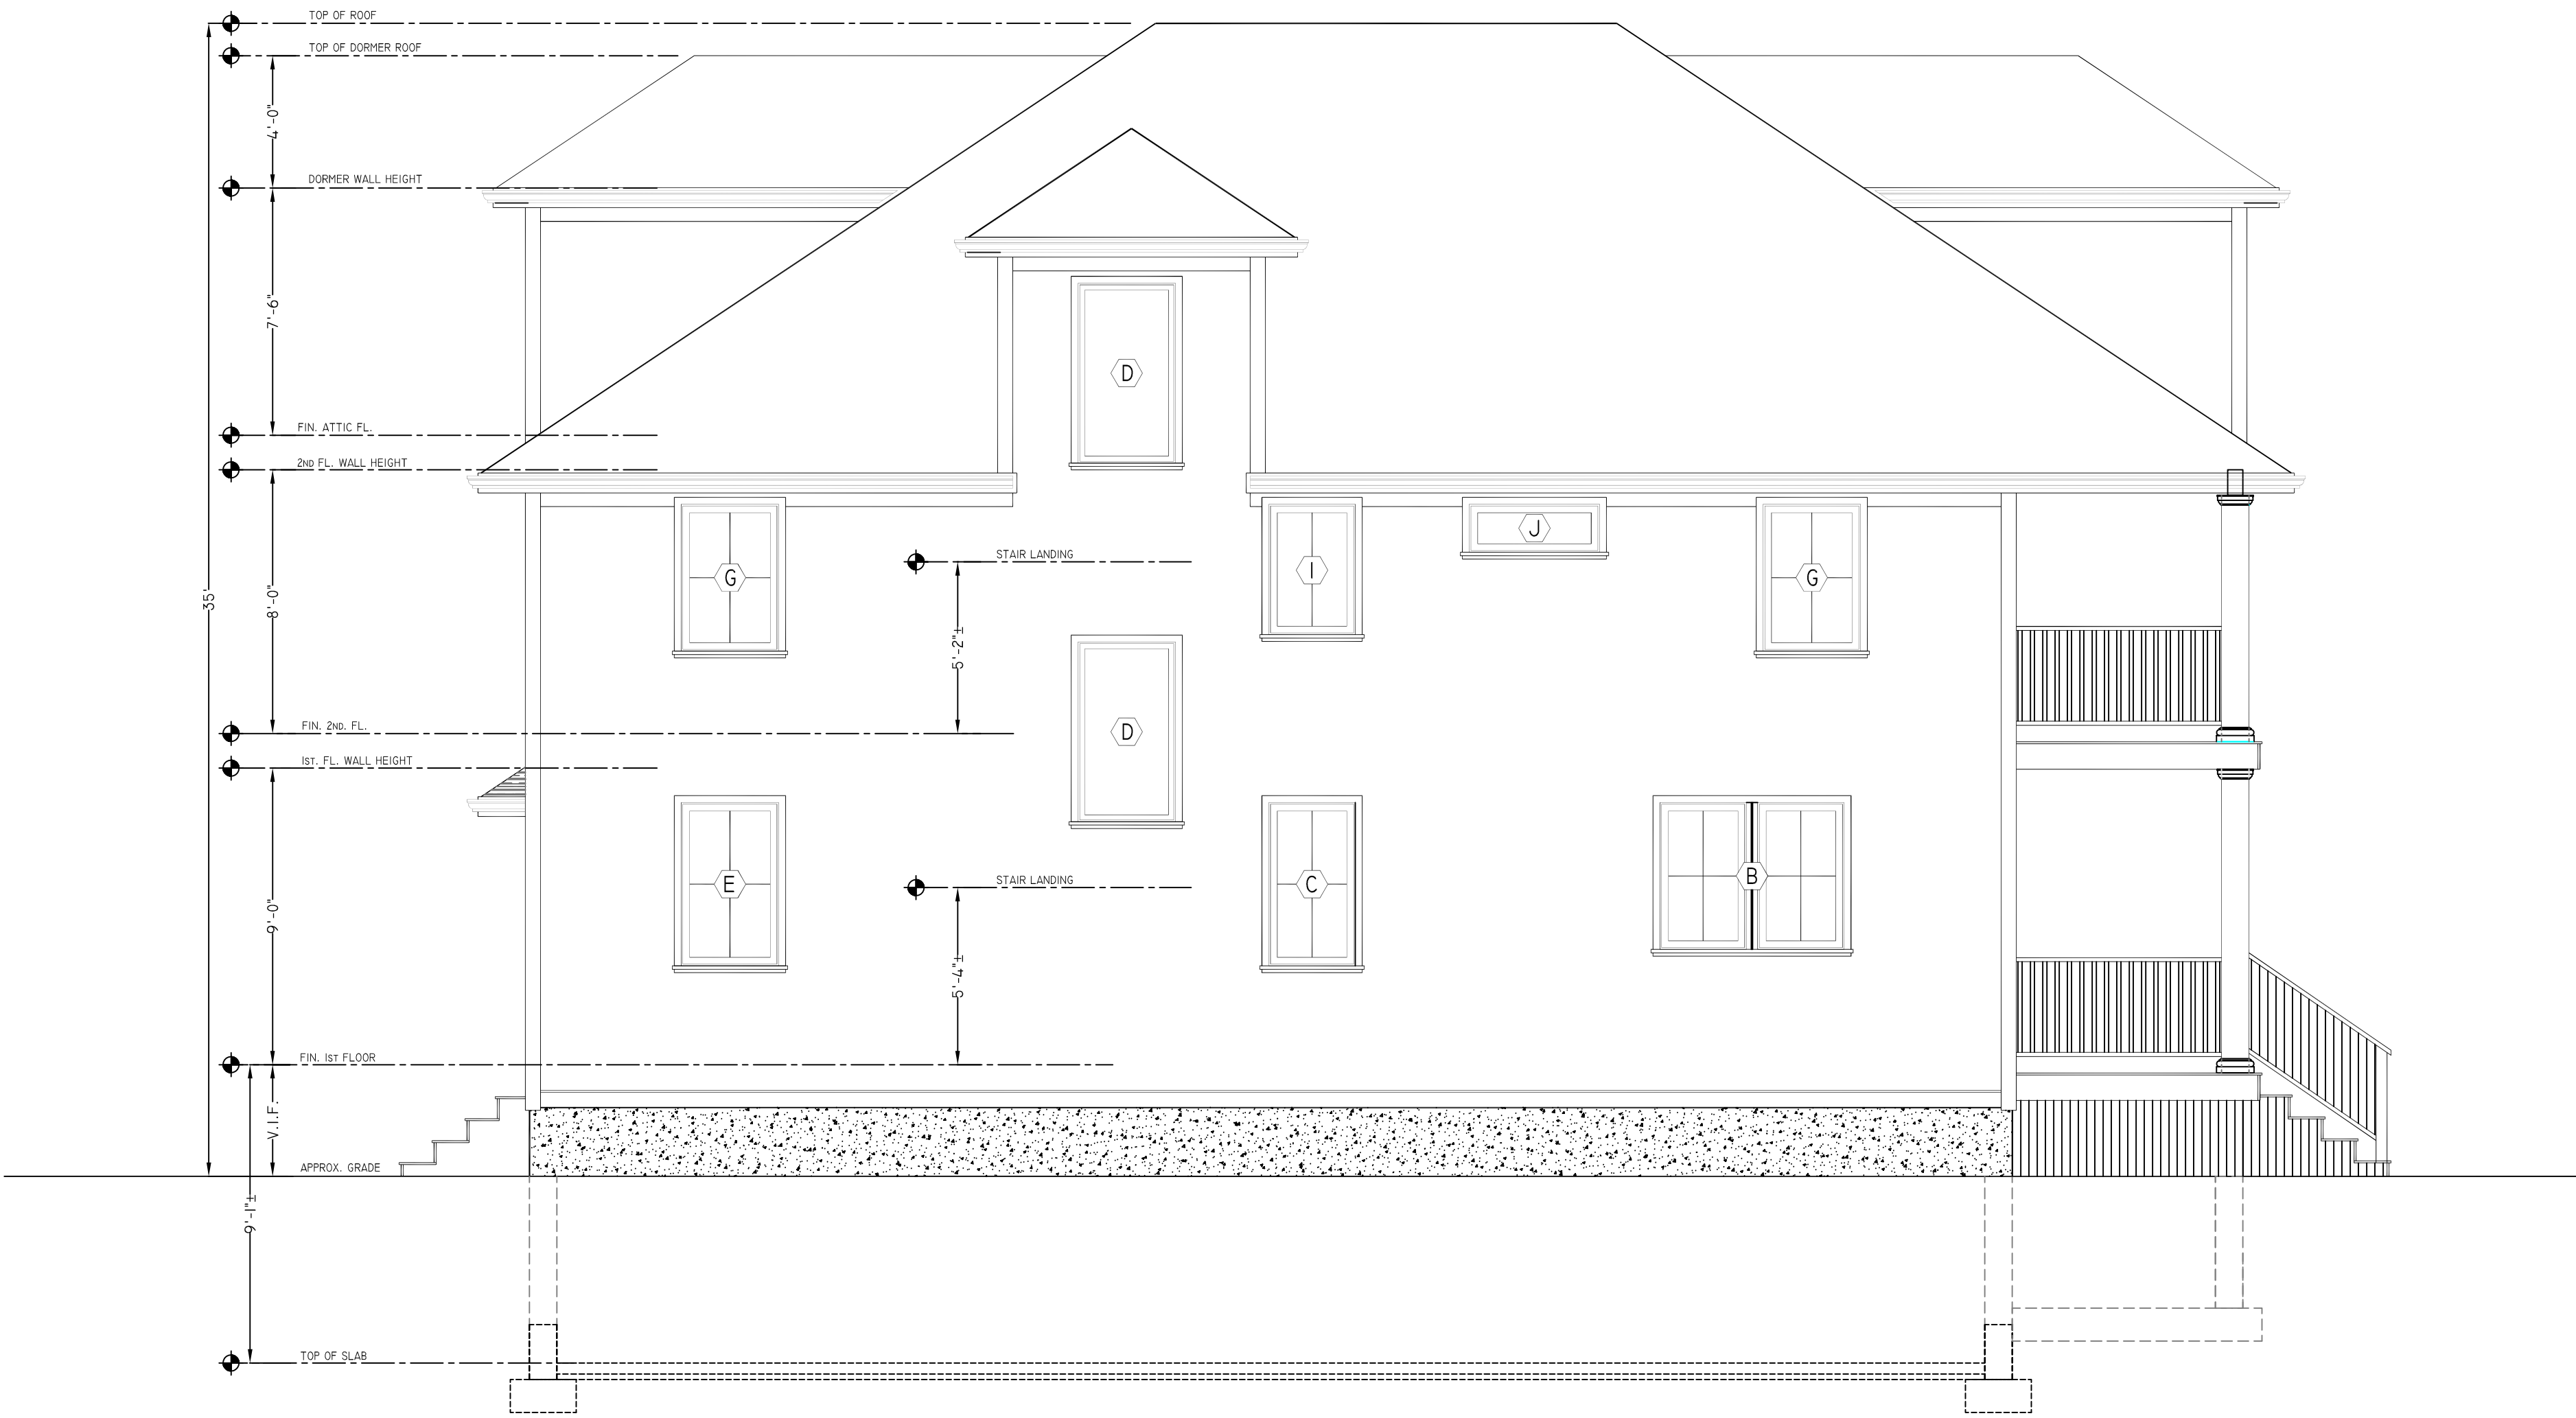 TOP OF ROOF
TOP OF DORMER ROOF
4'-0"
DORMER WALL HEIGHT
7'-6"
D
FIN. ATTIC FL.
2ND FL. WALL HEIGHT
J
STAIR LANDING
I
G
G
35'
8'-0"
5'-2"±
FIN. 2ND. FL.
D
1ST. FL. WALL HEIGHT
B
STAIR LANDING
E
C
9'-0"
5'-4"±
FIN. 1ST FLOOR
V.I.F.
APPROX. GRADE
9'-1"±
TOP OF SLAB